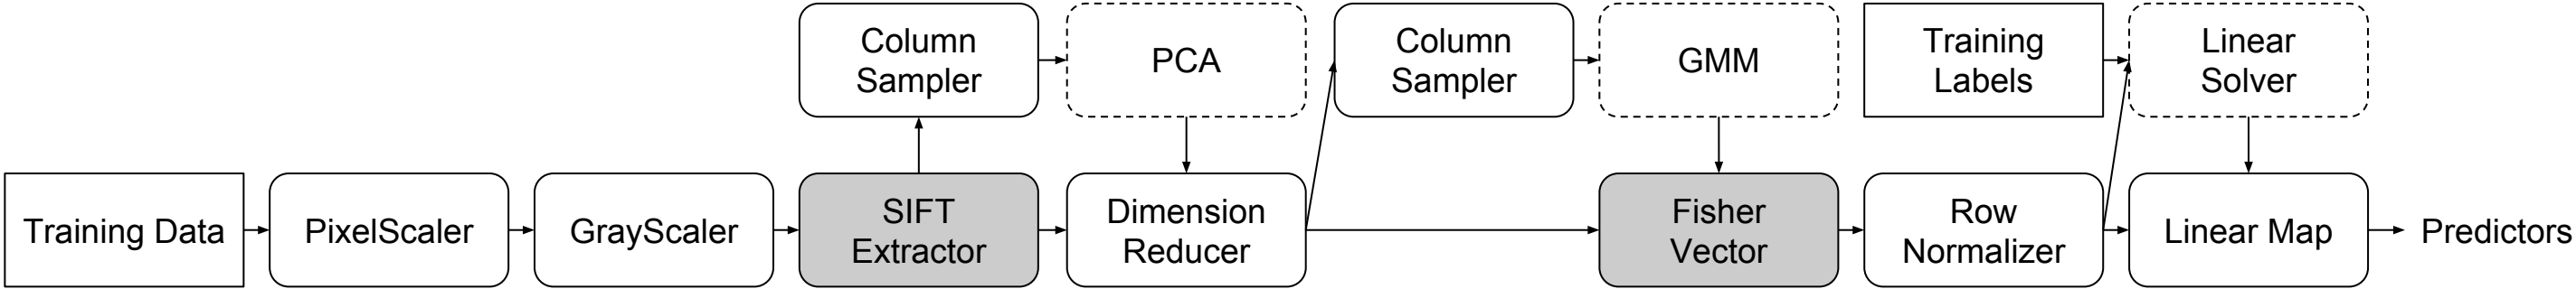 Column
Sampler
PCA
Column
Sampler
GMM
Training
Labels
Linear
Solver
Training Data
PixelScaler
GrayScaler
SIFT
Extractor
Dimension
Reducer
Fisher
Vector
Row
Normalizer
Linear Map
Predictors